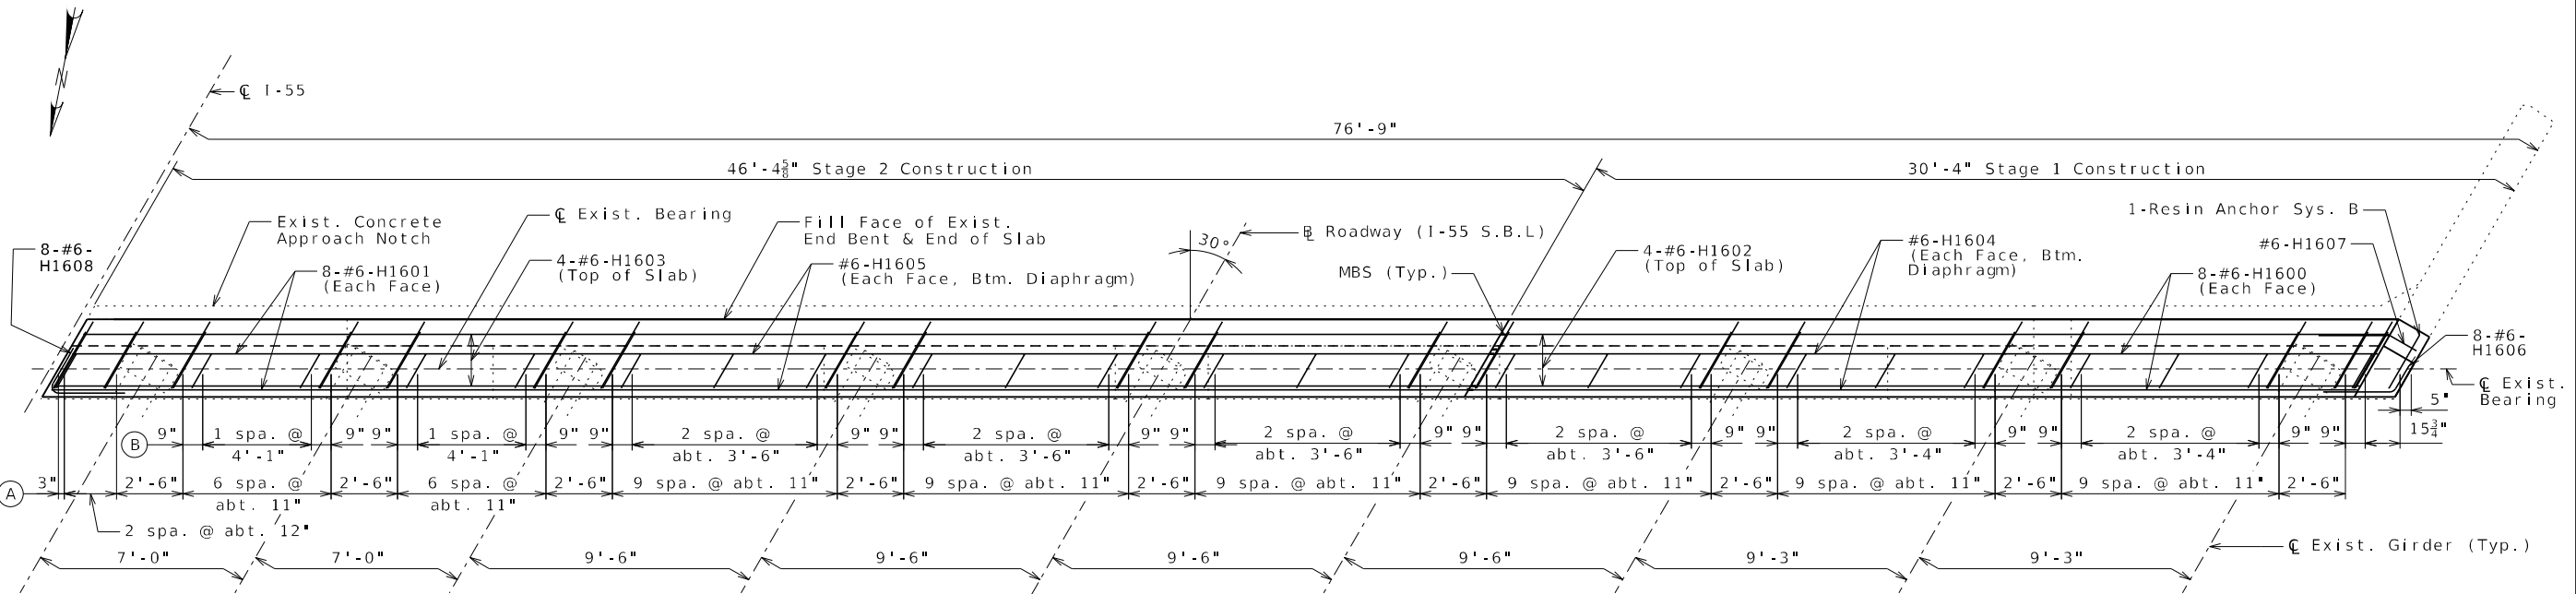 N
℄ I-55
76'-9"
46'-4⅝" Stage 2 Construction
30'-4" Stage 1 Construction
8-#6-
H1608
Exist. Concrete
Approach Notch
8-#6-H1601
(Each Face)
℄ Exist. Bearing
4-#6-H1603
(Top of Slab)
Fill Face of Exist.
End Bent & End of Slab
#6-H1605
(Each Face, Btm. Diaphragm)
30°
B̵L Roadway (I-55 S.B.L)
MBS (Typ.)
4-#6-H1602
(Top of Slab)
#6-H1604
(Each Face, Btm.
Diaphragm)
1-Resin Anchor Sys. B
#6-H1607
8-#6-H1600
(Each Face)
8-#6-
H1606
℄ Exist.
Bearing
5"
15¾"
B
9"
1 spa. @
4'-1"
9" 9"
1 spa. @
4'-1"
9" 9"
2 spa. @
abt. 3'-6"
9" 9"
2 spa. @
abt. 3'-6"
9" 9"
2 spa. @
abt. 3'-6"
9" 9"
2 spa. @
abt. 3'-6"
9" 9"
2 spa. @
abt. 3'-4"
9" 9"
2 spa. @
abt. 3'-4"
9"
A
3"
2 spa. @ abt. 12"
2'-6"
6 spa. @
abt. 11"
2'-6"
6 spa. @
abt. 11"
2'-6"
9 spa. @ abt. 11"
2'-6"
9 spa. @ abt. 11"
2'-6"
9 spa. @ abt. 11"
2'-6"
9 spa. @ abt. 11"
2'-6"
9 spa. @ abt. 11"
2'-6"
9 spa. @ abt. 11"
2'-6"
7'-0"
7'-0"
9'-6"
9'-6"
9'-6"
9'-6"
9'-3"
9'-3"
℄ Exist. Girder (Typ.)